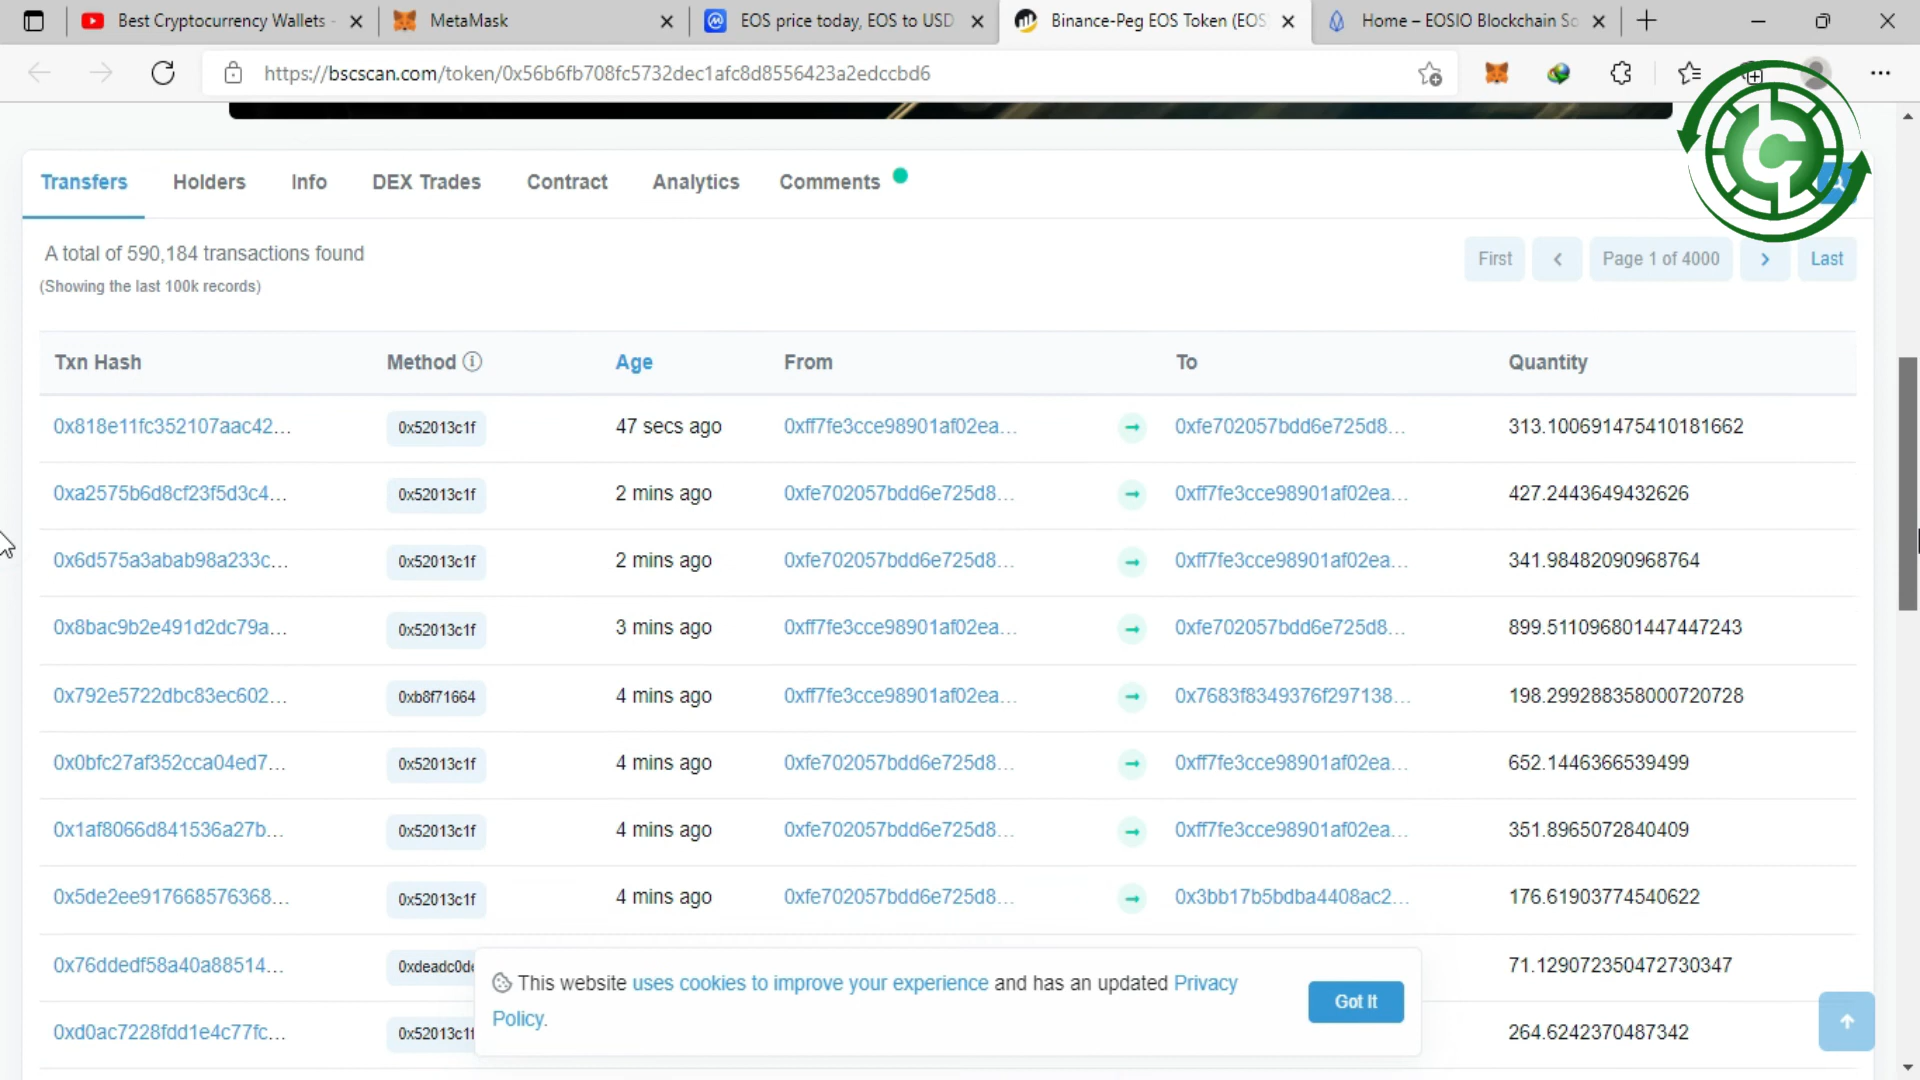 Best Cryptocurrency Wallets -
MetaMask
EOS price today, EOS to USD
Binance-Peg EOS Token (EOS
Home – EOSIO Blockchain So
https://bscscan.com/token/0x56b6fb708fc5732dec1afc8d8556423a2edccbd6
Transfers Holders Info DEX Trades Contract Analytics Comments
A total of 590,184 transactions found
(Showing the last 100k records)
First Page 1 of 4000 Last
Txn Hash Method Age From To Quantity
0x818e11fc352107aac42... 0x52013c1f 47 secs ago 0xff7fe3cce98901af02ea... 0xfe702057bdd6e725d8... 313.100691475410181662
0xa2575b6d8cf23f5d3c4... 0x52013c1f 2 mins ago 0xfe702057bdd6e725d8... 0xff7fe3cce98901af02ea... 427.2443649432626
0x6d575a3abab98a233c... 0x52013c1f 2 mins ago 0xfe702057bdd6e725d8... 0xff7fe3cce98901af02ea... 341.98482090968764
0x8bac9b2e491d2dc79a... 0x52013c1f 3 mins ago 0xff7fe3cce98901af02ea... 0xfe702057bdd6e725d8... 899.511096801447447243
0x792e5722dbc83ec602... 0xb8f71664 4 mins ago 0xff7fe3cce98901af02ea... 0x7683f8349376f297138... 198.299288358000720728
0x0bfc27af352cca04ed7... 0x52013c1f 4 mins ago 0xfe702057bdd6e725d8... 0xff7fe3cce98901af02ea... 652.1446366539499
0x1af8066d841536a27b... 0x52013c1f 4 mins ago 0xfe702057bdd6e725d8... 0xff7fe3cce98901af02ea... 351.8965072840409
0x5de2ee917668576368... 0x52013c1f 4 mins ago 0xfe702057bdd6e725d8... 0x3bb17b5bdba4408ac2... 176.61903774540622
0x76ddedf58a40a88514... 0xdeadc0de 71.129072350472730347
0xd0ac7228fdd1e4c77fc... 0x52013c1f 264.6242370487342
This website uses cookies to improve your experience and has an updated Privacy
Policy.
Got It